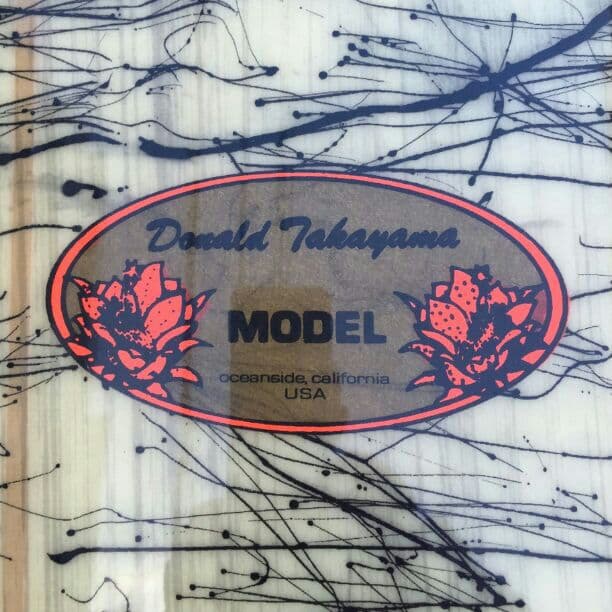 Donald Takayama
MODEL
oceanside, california
USA